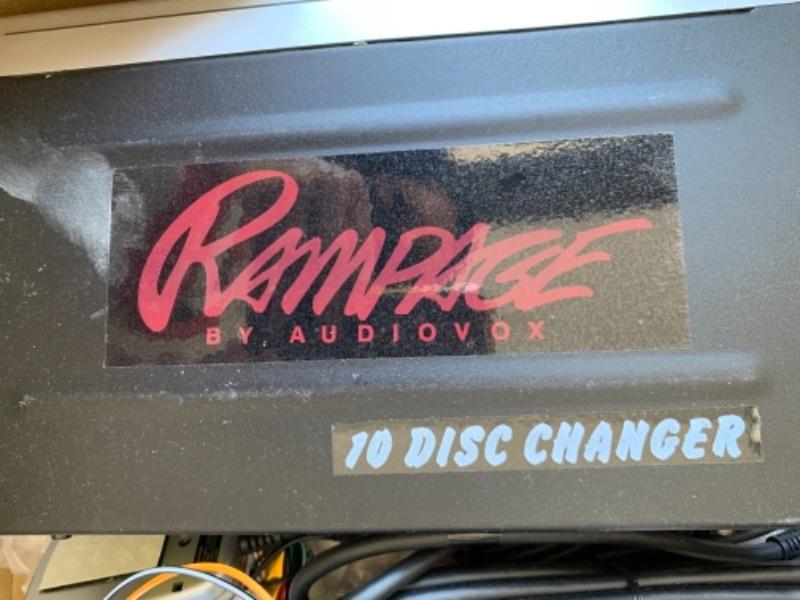 RAMPAGE
BY AUDIOVOX
10 DISC CHANGER